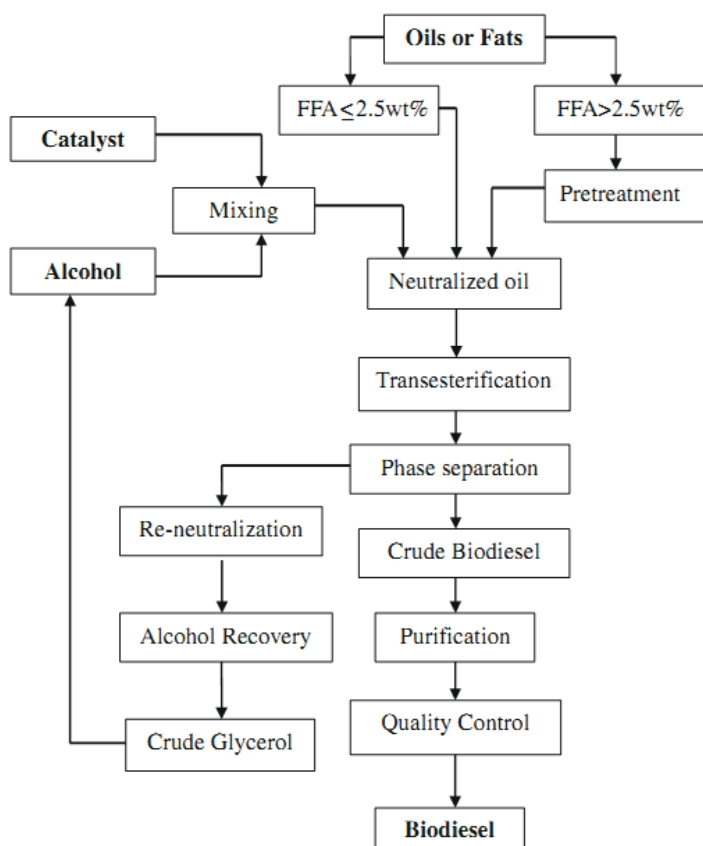 Oils or Fats
FFA≤2.5wt%
FFA>2.5wt%
Catalyst
Pretreatment
Mixing
Alcohol
Neutralized oil
Transesterification
Phase separation
Re-neutralization
Crude Biodiesel
Alcohol Recovery
Purification
Quality Control
Crude Glycerol
Biodiesel